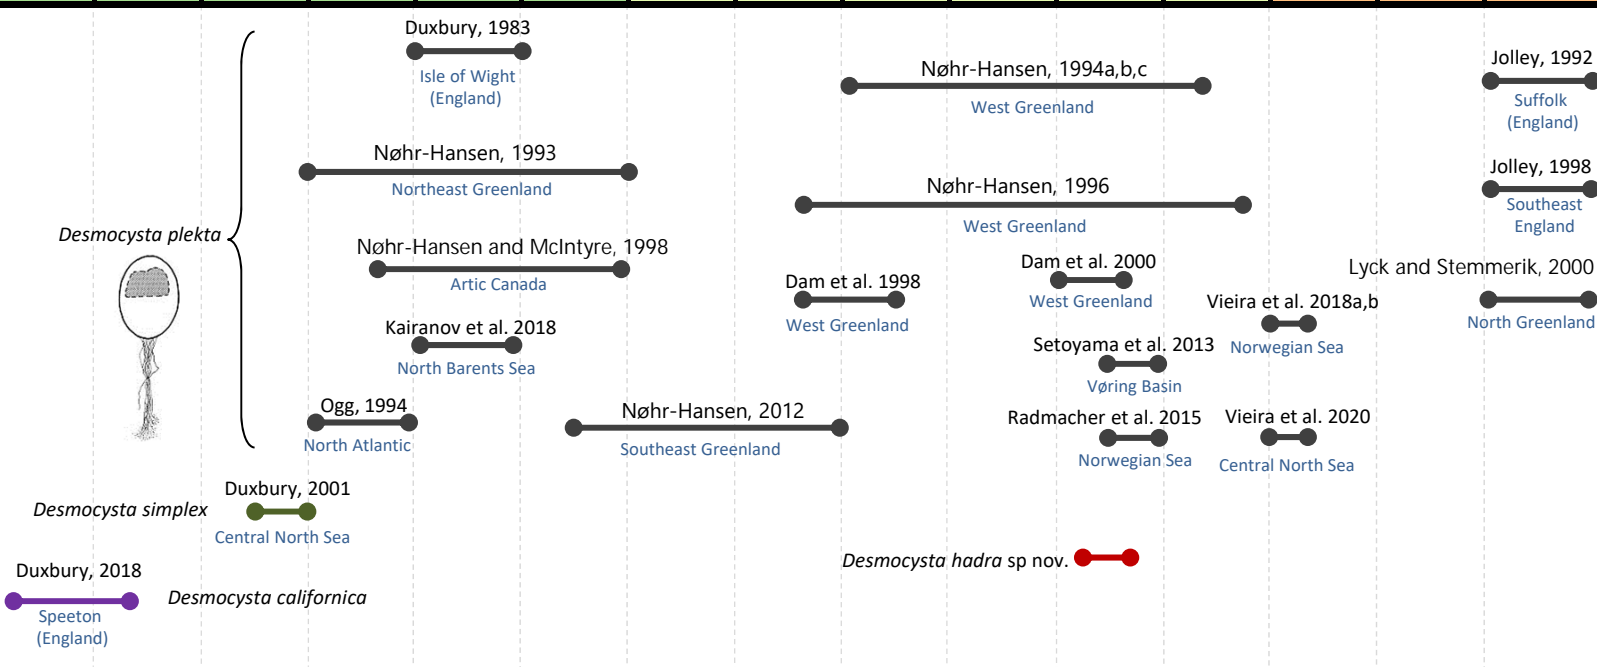 Duxbury, 1983
Isle of Wight
(England)
Nøhr-Hansen, 1994a,b,c
West Greenland
Jolley, 1992
Suffolk
(England)
Nøhr-Hansen, 1993
Northeast Greenland
Nøhr-Hansen, 1996
West Greenland
Jolley, 1998
Southeast
England
Desmocysta plekta
Nøhr-Hansen and McIntyre, 1998
Artic Canada
Dam et al. 1998
West Greenland
Dam et al. 2000
West Greenland
Lyck and Stemmerik, 2000
North Greenland
Vieira et al. 2018a,b
Norwegian Sea
Kairanov et al. 2018
North Barents Sea
Setoyama et al. 2013
Vøring Basin
Ogg, 1994
North Atlantic
Nøhr-Hansen, 2012
Southeast Greenland
Radmacher et al. 2015
Norwegian Sea
Vieira et al. 2020
Central North Sea
Desmocysta simplex
Duxbury, 2001
Central North Sea
Desmocysta hadra sp nov.
Duxbury, 2018
Speeton
(England)
Desmocysta californica